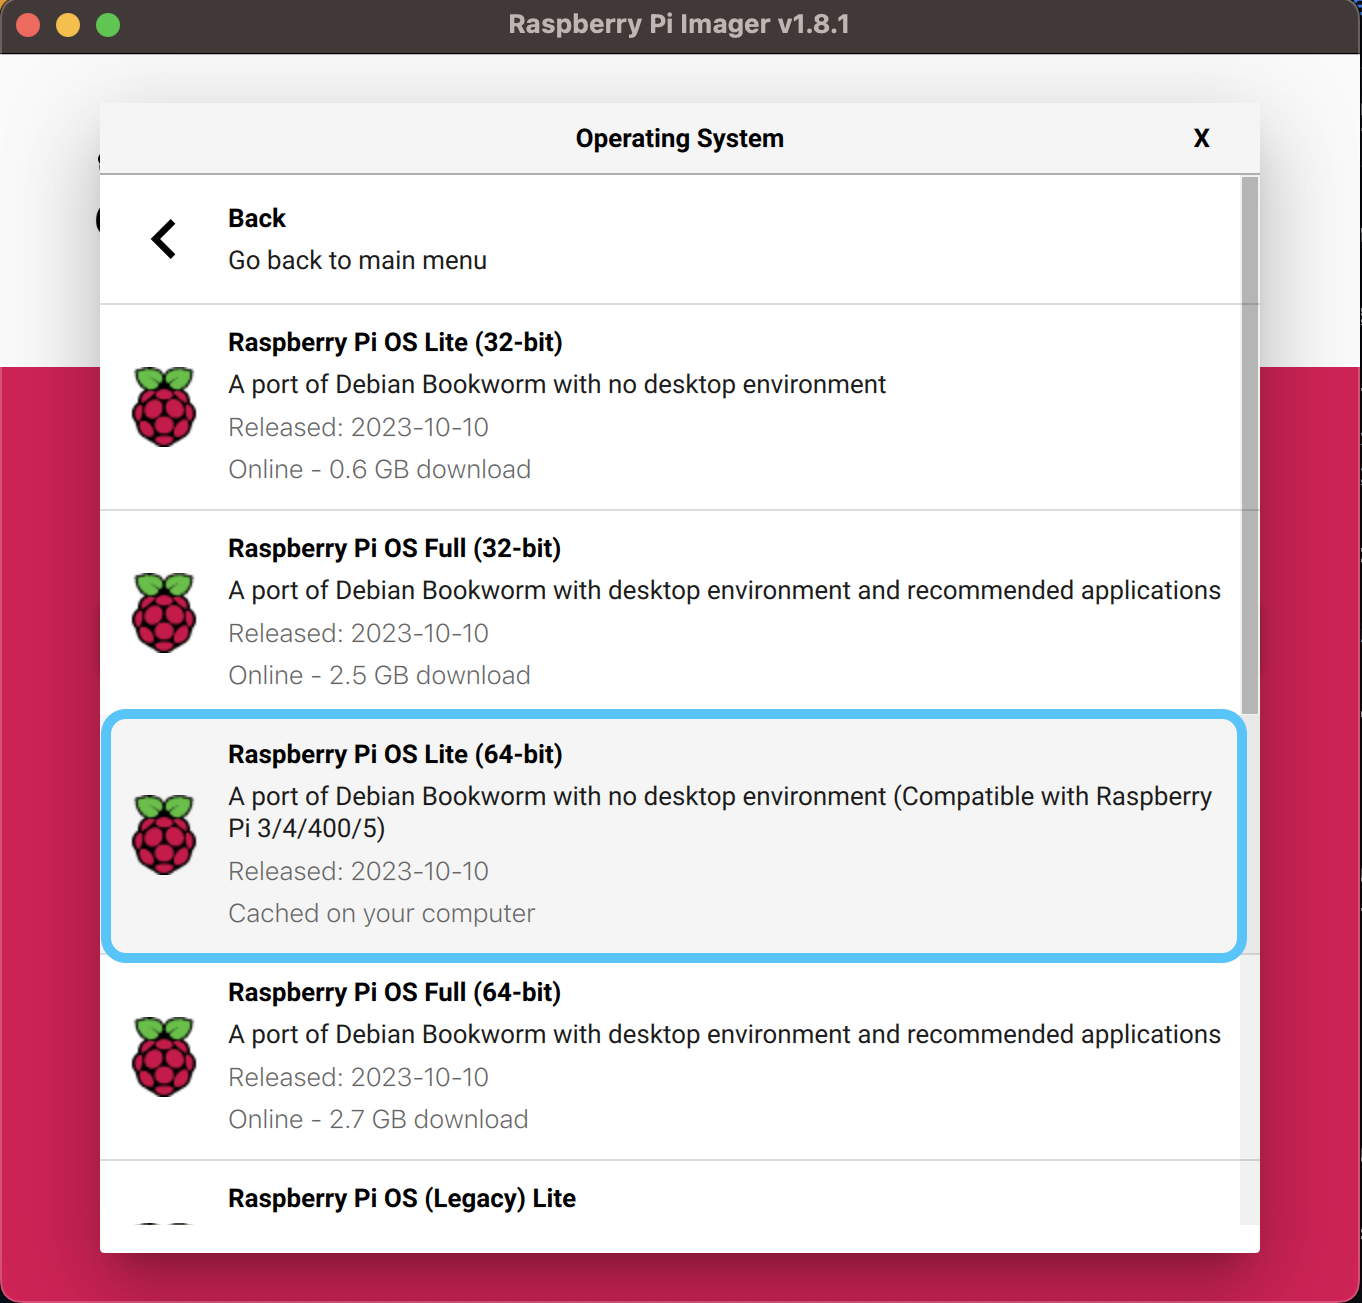 Raspberry Pi Imager v1.8.1
Operating System
X
Back
Go back to main menu
Raspberry Pi OS Lite (32-bit)
A port of Debian Bookworm with no desktop environment
Released: 2023-10-10
Online - 0.6 GB download
Raspberry Pi OS Full (32-bit)
A port of Debian Bookworm with desktop environment and recommended applications
Released: 2023-10-10
Online - 2.5 GB download
Raspberry Pi OS Lite (64-bit)
A port of Debian Bookworm with no desktop environment (Compatible with Raspberry
Pi 3/4/400/5)
Released: 2023-10-10
Cached on your computer
Raspberry Pi OS Full (64-bit)
A port of Debian Bookworm with desktop environment and recommended applications
Released: 2023-10-10
Online - 2.7 GB download
Raspberry Pi OS (Legacy) Lite